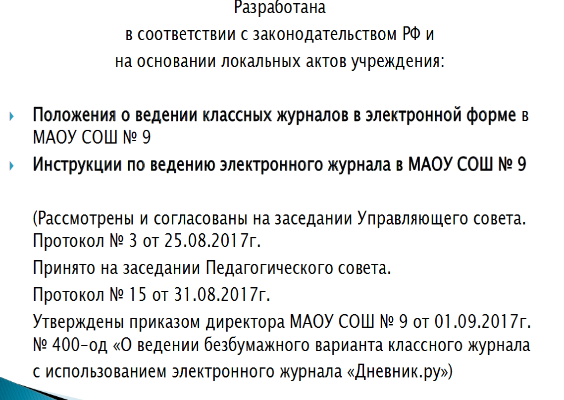 Разработана
в соответствии с законодательством РФ и
на основании локальных актов учреждения:
Положения о ведении классных журналов в электронной форме в
МАОУ СОШ № 9
Инструкции по ведению электронного журнала в МАОУ СОШ № 9
(Рассмотрены и согласованы на заседании Управляющего совета.
Протокол № 3 от 25.08.2017г.
Принято на заседании Педагогического совета.
Протокол № 15 от 31.08.2017г.
Утверждены приказом директора МАОУ СОШ № 9 от 01.09.2017г.
№ 400-од «О ведении безбумажного варианта классного журнала
с использованием электронного журнала «Дневник.ру»)